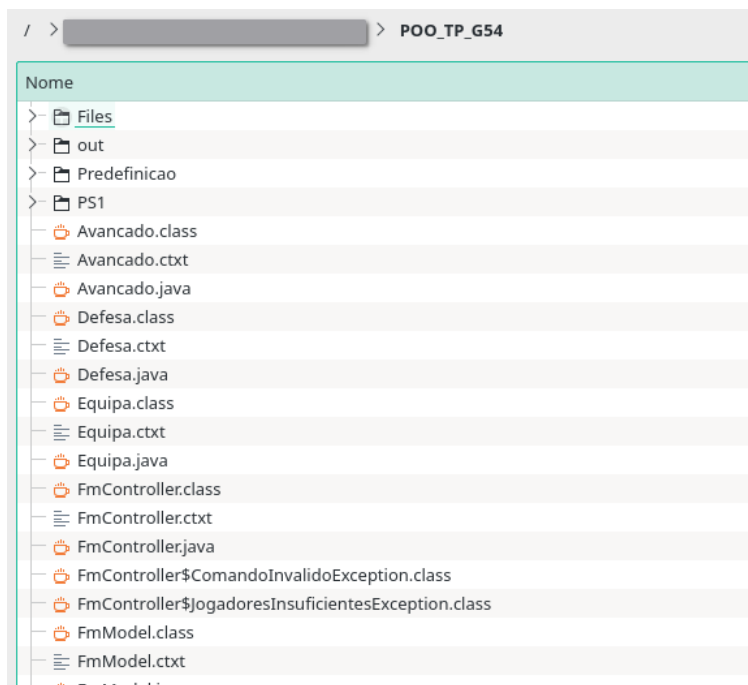 / > > POO_TP_G54
Nome
Files
out
Predefinicao
PS1
Avancado.class
Avancado.ctxt
Avancado.java
Defesa.class
Defesa.ctxt
Defesa.java
Equipa.class
Equipa.ctxt
Equipa.java
FmController.class
FmController.ctxt
FmController.java
FmController$ComandoInvalidoException.class
FmController$JogadoresInsuficientesException.class
FmModel.class
FmModel.ctxt